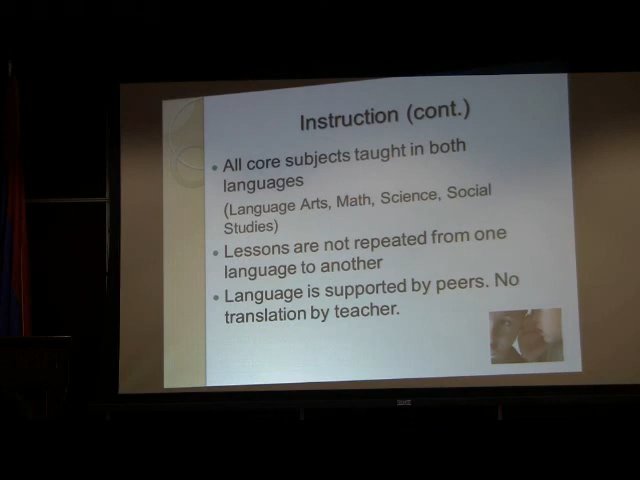 Instruction (cont.)
• All core subjects taught in both
languages
(Language Arts, Math, Science, Social
Studies)
• Lessons are not repeated from one
language to another
• Language is supported by peers. No
translation by teacher.